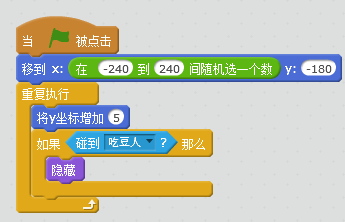 当 被点击
移到 x: 在 -240 到 240 间随机选一个数 y: -180
重复执行
将y坐标增加 5
如果 碰到 吃豆人 ? 那么
隐藏